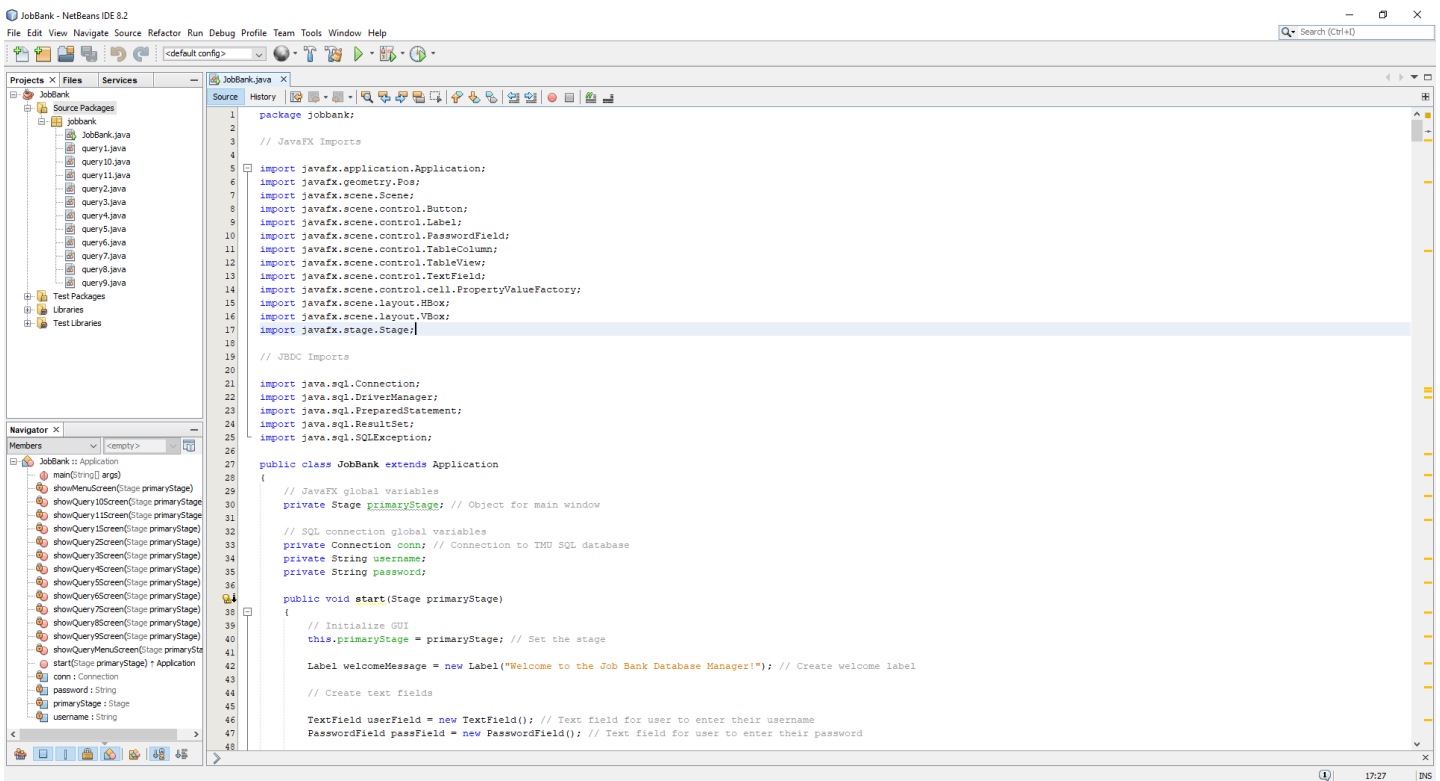 JobBank - NetBeans IDE 8.2
File Edit View Navigate Source Refactor Run Debug Profile Team Tools Window Help
Search (Ctrl+I)
<default config>
Projects Files Services
JobBank
Source Packages
jobbank
JobBank.java
query1.java
query10.java
query11.java
query2.java
query3.java
query4.java
query5.java
query6.java
query7.java
query8.java
query9.java
Test Packages
Libraries
Test Libraries
Navigator
Members <empty>
JobBank :: Application
main(String[] args)
showMenuScreen(Stage primaryStage)
showQuery10Screen(Stage primaryStage
showQuery11Screen(Stage primaryStage
showQuery1Screen(Stage primaryStage)
showQuery2Screen(Stage primaryStage)
showQuery3Screen(Stage primaryStage)
showQuery4Screen(Stage primaryStage)
showQuery5Screen(Stage primaryStage)
showQuery6Screen(Stage primaryStage)
showQuery7Screen(Stage primaryStage)
showQuery8Screen(Stage primaryStage)
showQuery9Screen(Stage primaryStage)
showQueryMenuScreen(Stage primarySta
start(Stage primaryStage) ↑ Application
conn : Connection
password : String
primaryStage : Stage
username : String
JobBank.java
Source History
1 package jobbank;
2
3 // JavaFX Imports
4
5 import javafx.application.Application;
6 import javafx.geometry.Pos;
7 import javafx.scene.Scene;
8 import javafx.scene.control.Button;
9 import javafx.scene.control.Label;
10 import javafx.scene.control.PasswordField;
11 import javafx.scene.control.TableColumn;
12 import javafx.scene.control.TableView;
13 import javafx.scene.control.TextField;
14 import javafx.scene.control.cell.PropertyValueFactory;
15 import javafx.scene.layout.HBox;
16 import javafx.scene.layout.VBox;
17 import javafx.stage.Stage;
18
19 // JBDC Imports
20
21 import java.sql.Connection;
22 import java.sql.DriverManager;
23 import java.sql.PreparedStatement;
24 import java.sql.ResultSet;
25 import java.sql.SQLException;
26
27 public class JobBank extends Application
28 {
29 // JavaFX global variables
30 private Stage primaryStage; // Object for main window
31
32 // SQL connection global variables
33 private Connection conn; // Connection to TMU SQL database
34 private String username;
35 private String password;
36
public void start(Stage primaryStage)
38 {
39 // Initialize GUI
40 this.primaryStage = primaryStage; // Set the stage
41
42 Label welcomeMessage = new Label("Welcome to the Job Bank Database Manager!"); // Create welcome label
43
44 // Create text fields
45
46 TextField userField = new TextField(); // Text field for user to enter their username
47 PasswordField passField = new PasswordField(); // Text field for user to enter their password
48
17:27 INS